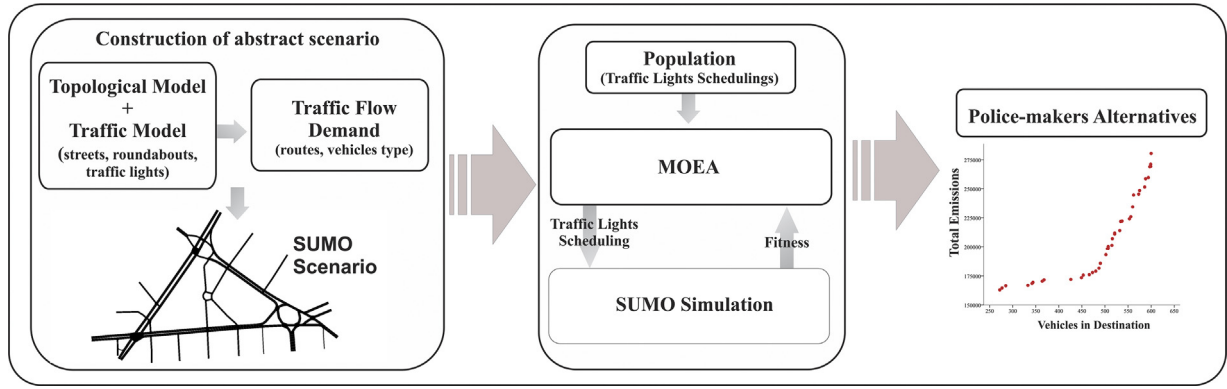 Construction of abstract scenario
Topological Model
+
Traffic Model
(streets, roundabouts,
traffic lights)
Traffic Flow
Demand
(routes, vehicles type)
SUMO
Scenario
Population
(Traffic Lights Schedulings)
MOEA
Traffic Lights
Scheduling
Fitness
SUMO Simulation
Police-makers Alternatives
Total Emissions
275000
250000
225000
200000
175000
150000
250 300 350 400 450 500 550 600 650
Vehicles in Destination